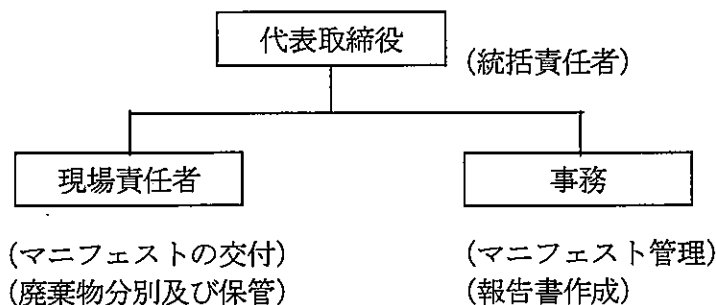 代表取締役
(統括責任者)
現場責任者
事務
(マニフェストの交付)
(廃棄物分別及び保管)
(マニフェスト管理)
(報告書作成)